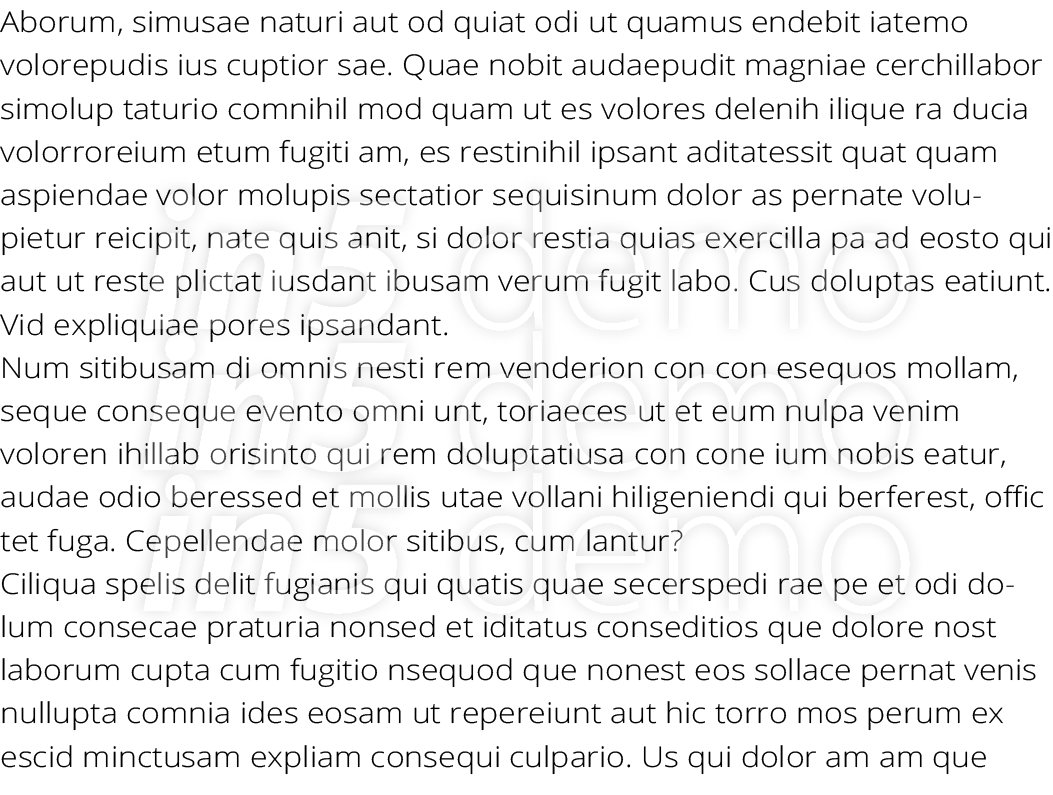 Aborum, simusae naturi aut od quiat odi ut quamus endebit iatemo
volorepudis ius cuptior sae. Quae nobit audaepudit magniae cerchillabor
simolup taturio comnihil mod quam ut es volores delenih ilique ra ducia
volorroreium etum fugiti am, es restinihil ipsant aditatessit quat quam
aspiendae volor molupis sectatior sequisinum dolor as pernate volu-
pietur reicipit, nate quis anit, si dolor restia quias exercilla pa ad eosto qui
aut ut reste plictat iusdant ibusam verum fugit labo. Cus doluptas eatiunt.
Vid expliquiae pores ipsandant.
Num sitibusam di omnis nesti rem venderion con con esequos mollam,
seque conseque evento omni unt, toriaeces ut et eum nulpa venim
voloren ihillab orisinto qui rem doluptatiusa con cone ium nobis eatur,
audae odio beressed et mollis utae vollani hiligeniendi qui berferest, offic
tet fuga. Cepellendae molor sitibus, cum lantur?
Ciliqua spelis delit fugianis qui quatis quae secerspedi rae pe et odi do-
lum consecae praturia nonsed et iditatus conseditios que dolore nost
laborum cupta cum fugitio nsequod que nonest eos sollace pernat venis
nullupta comnia ides eosam ut repereiunt aut hic torro mos perum ex
escid minctusam expliam consequi culpario. Us qui dolor am am que
in5 demo
in5 demo
in5 demo